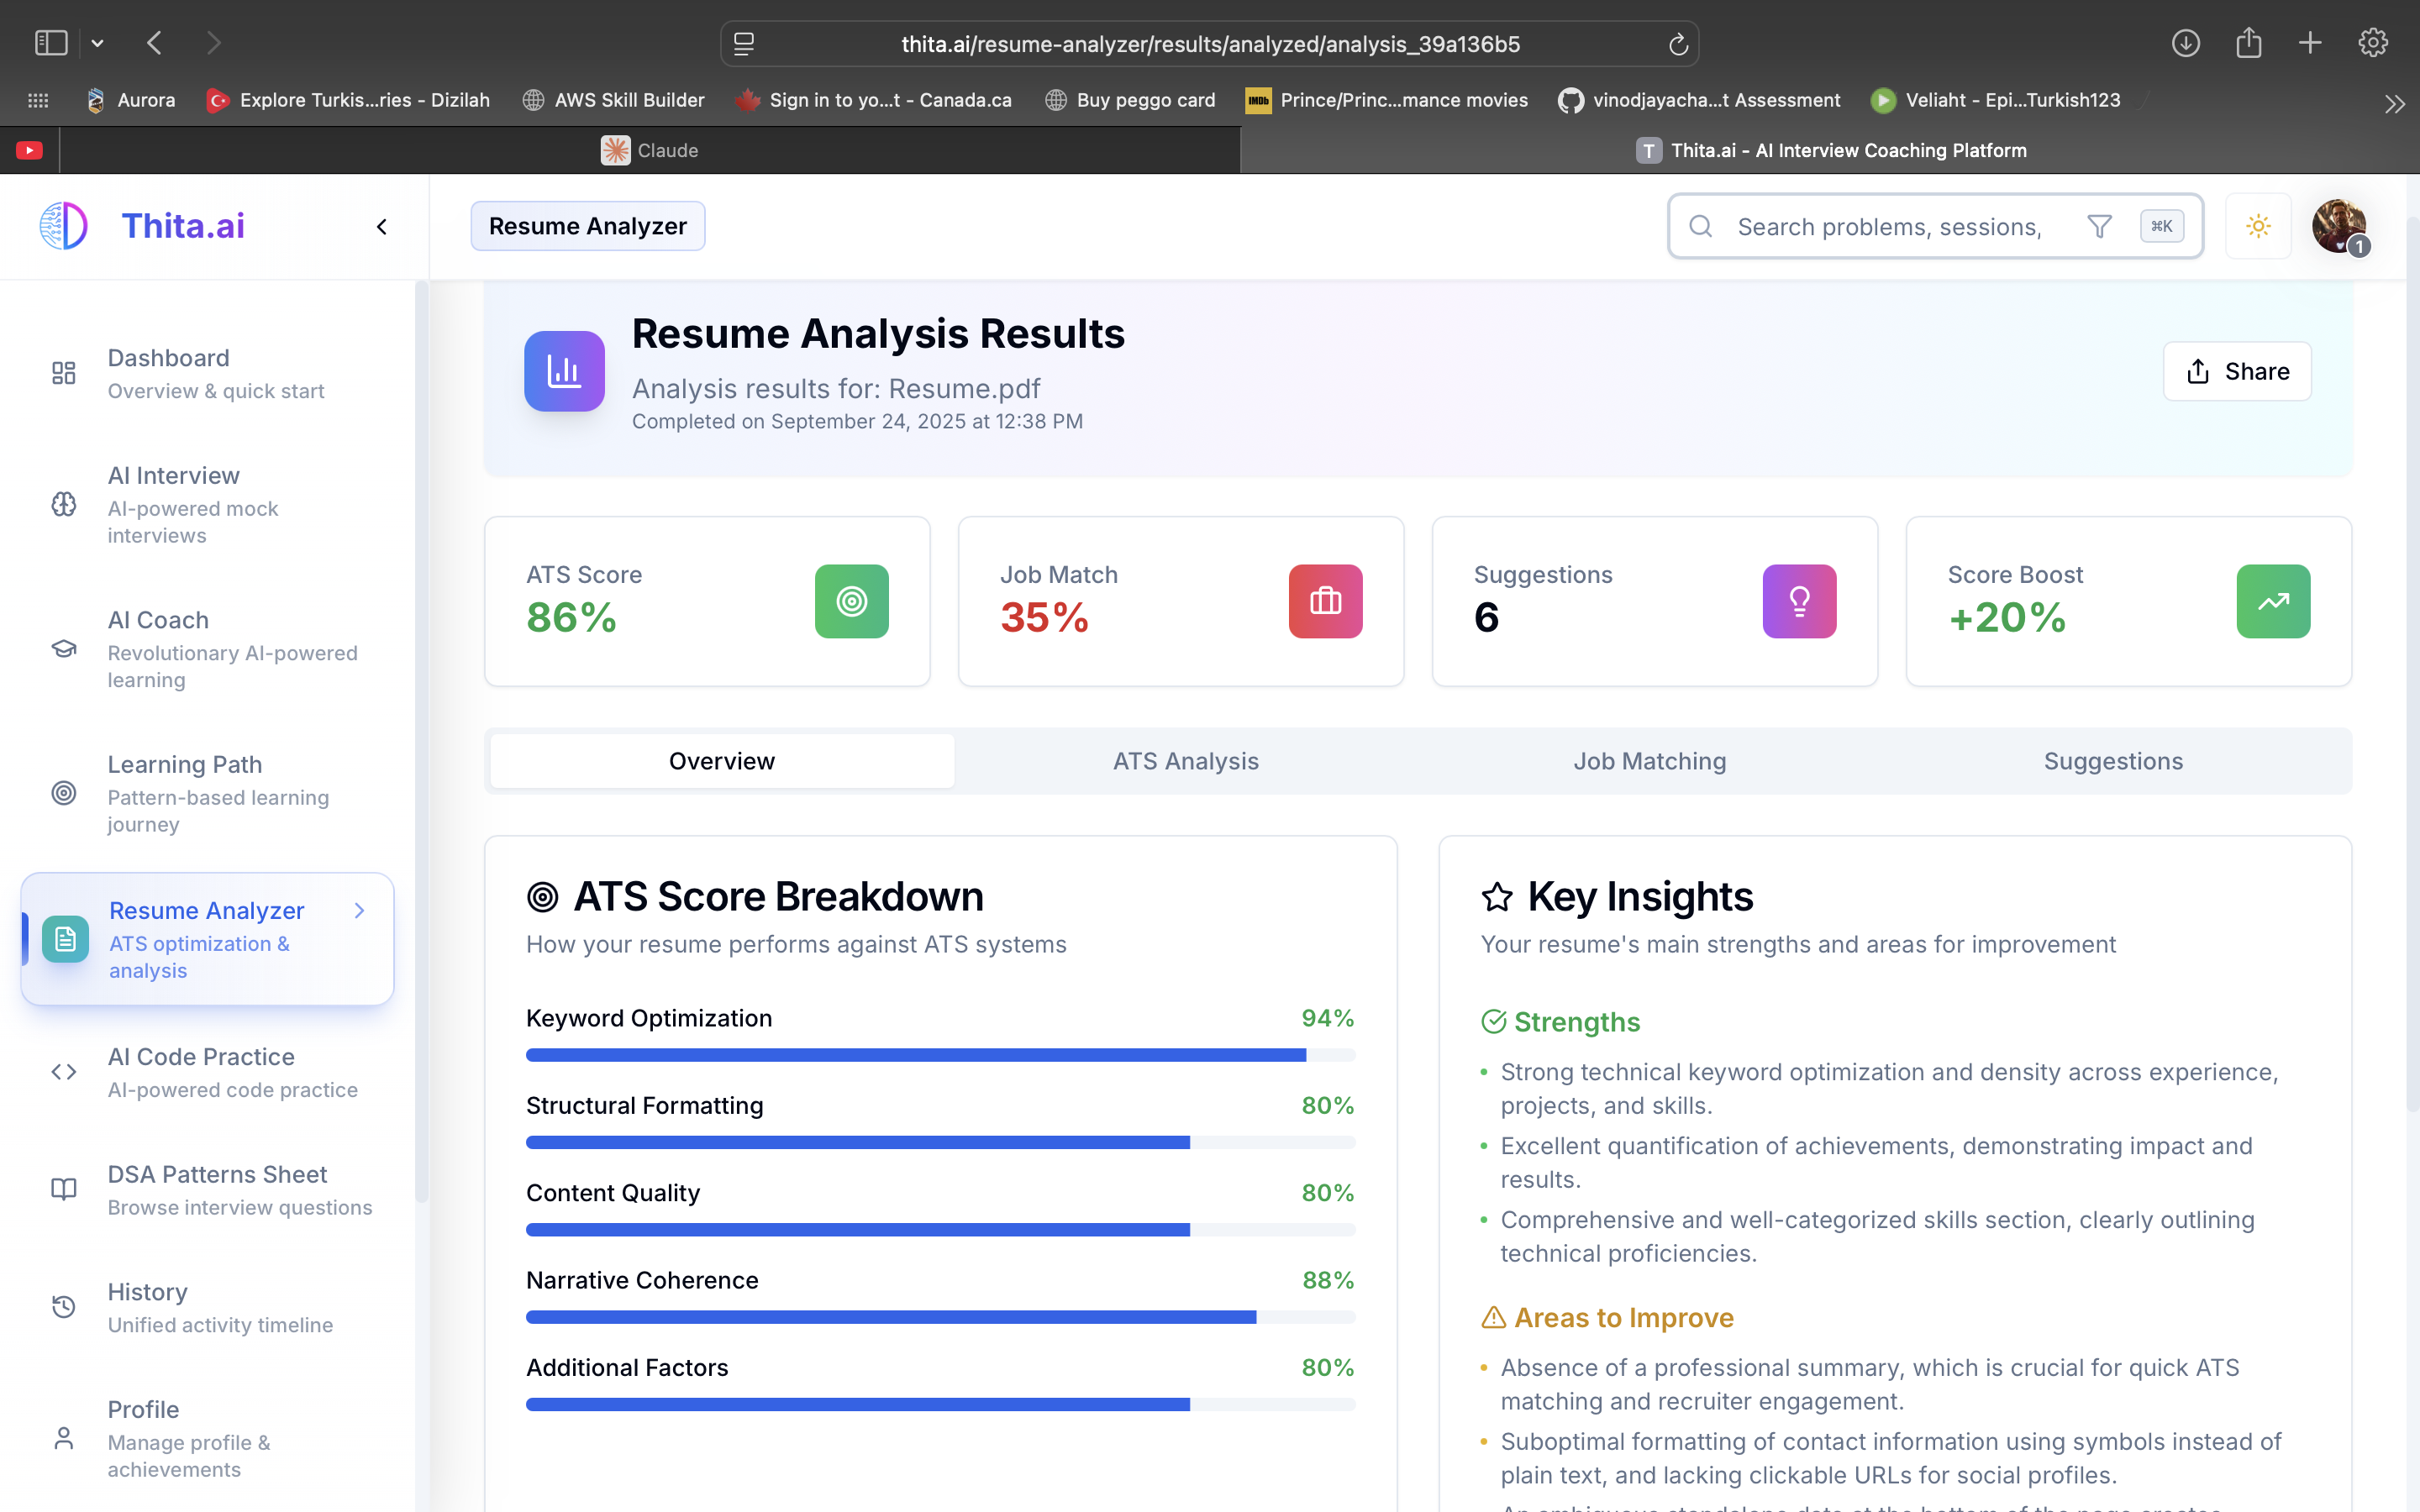 thita.ai/resume-analyzer/results/analyzed/analysis_39a136b5
Aurora
Explore Turkis...ries - Dizilah
AWS Skill Builder
Sign in to yo...t - Canada.ca
Buy peggo card
IMDb
Prince/Princ...mance movies
vinodjayacha...t Assessment
Veliaht - Epi...Turkish123
Claude
T
Thita.ai - AI Interview Coaching Platform
Thita.ai
Resume Analyzer
Search problems, sessions,
⌘K
1
Dashboard
Overview & quick start
AI Interview
AI-powered mock
interviews
AI Coach
Revolutionary AI-powered
learning
Learning Path
Pattern-based learning
journey
Resume Analyzer
ATS optimization &
analysis
AI Code Practice
AI-powered code practice
DSA Patterns Sheet
Browse interview questions
History
Unified activity timeline
Profile
Manage profile &
achievements
Resume Analysis Results
Analysis results for: Resume.pdf
Completed on September 24, 2025 at 12:38 PM
Share
ATS Score
86%
Job Match
35%
Suggestions
6
Score Boost
+20%
Overview
ATS Analysis
Job Matching
Suggestions
ATS Score Breakdown
How your resume performs against ATS systems
Keyword Optimization 94%
Structural Formatting 80%
Content Quality 80%
Narrative Coherence 88%
Additional Factors 80%
Key Insights
Your resume's main strengths and areas for improvement
Strengths
• Strong technical keyword optimization and density across experience,
projects, and skills.
• Excellent quantification of achievements, demonstrating impact and
results.
• Comprehensive and well-categorized skills section, clearly outlining
technical proficiencies.
Areas to Improve
• Absence of a professional summary, which is crucial for quick ATS
matching and recruiter engagement.
• Suboptimal formatting of contact information using symbols instead of
plain text, and lacking clickable URLs for social profiles.